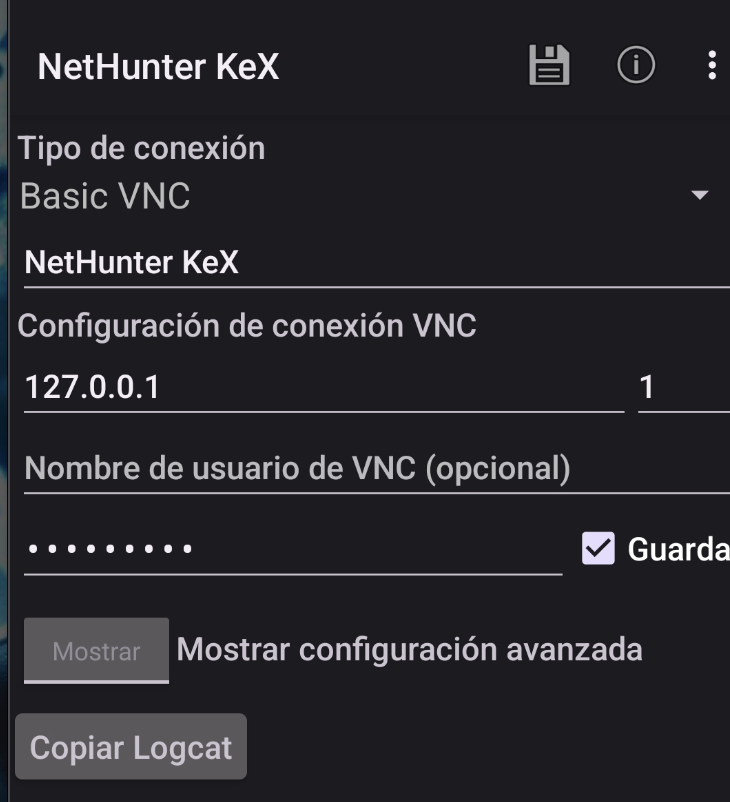 NetHunter KeX
Tipo de conexión
Basic VNC
NetHunter KeX
Configuración de conexión VNC
127.0.0.1 1
Nombre de usuario de VNC (opcional)
Guarda
Mostrar Mostrar configuración avanzada
Copiar Logcat